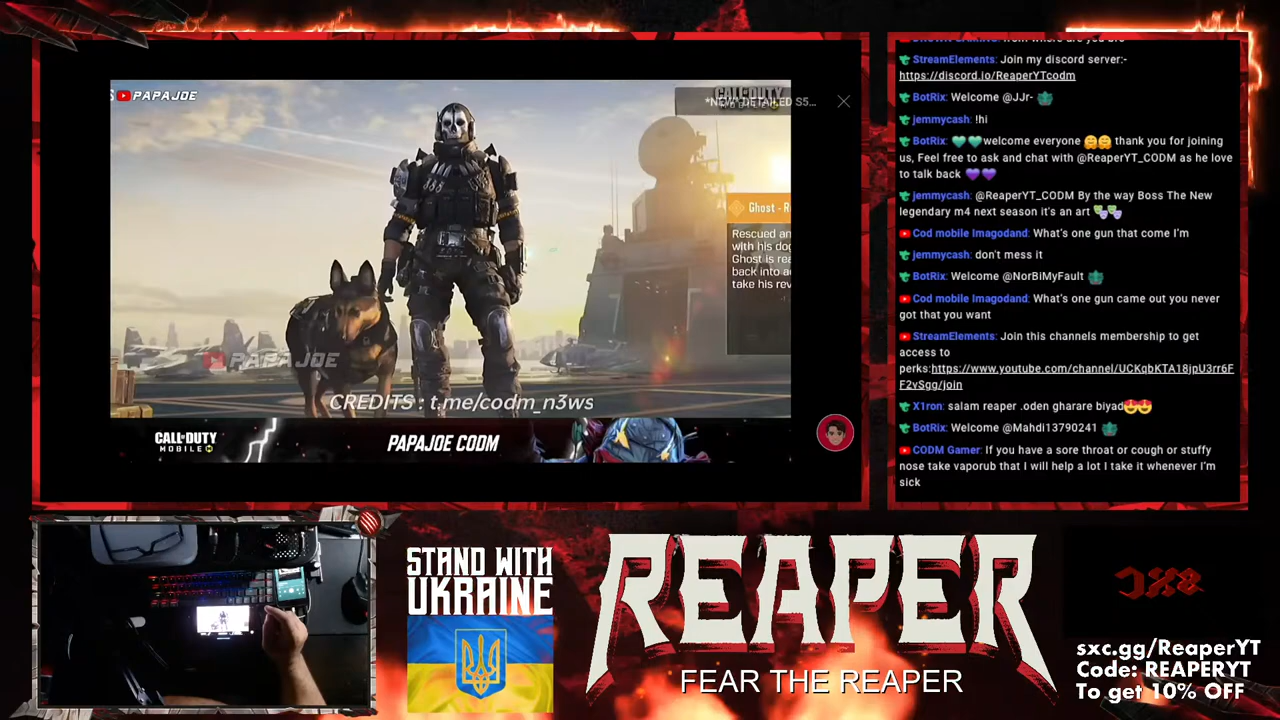 PAPAJOE
CALL OF DUTY
*NEW* DETAILED S5...
Ghost - R
Rescued an
with his dog
Ghost is rea
back into a
take his rev
PAPAJOE
CREDITS : t.me/codm_n3ws
CALL OF DUTY
MOBILE
PAPAJOE CODM
StreamElements: Join my discord server:-
https://discord.io/ReaperYTcodm
BotRix: Welcome @JJr-
jemmycash: !hi
BotRix: 💚💚welcome everyone 🤗🤗 thank you for joining
us, Feel free to ask and chat with @ReaperYT_CODM as he love
to talk back 💜💜
jemmycash: @ReaperYT_CODM By the way Boss The New
legendary m4 next season it's an art 🎭🎭
Cod mobile Imagodand: What's one gun that come I'm
jemmycash: don't mess it
BotRix: Welcome @NorBiMyFault
Cod mobile Imagodand: What's one gun came out you never
got that you want
StreamElements: Join this channels membership to get
access to
perks:https://www.youtube.com/channel/UCKqbKTA18jpU3rr6F
F2vSgg/join
X1ron: salam reaper .oden gharare biyad😍😍
BotRix: Welcome @Mahdi13790241
CODM Gamer: If you have a sore throat or cough or stuffy
nose take vaporub that I will help a lot I take it whenever I'm
sick
STAND WITH
UKRAINE
REAPER
FEAR THE REAPER
sxc.gg/ReaperYT
Code: REAPERYT
To get 10% OFF